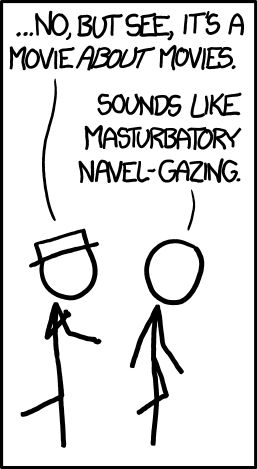 ...NO, BUT SEE, IT'S A
MOVIE ABOUT MOVIES.
SOUNDS LIKE
MASTURBATORY
NAVEL-GAZING.